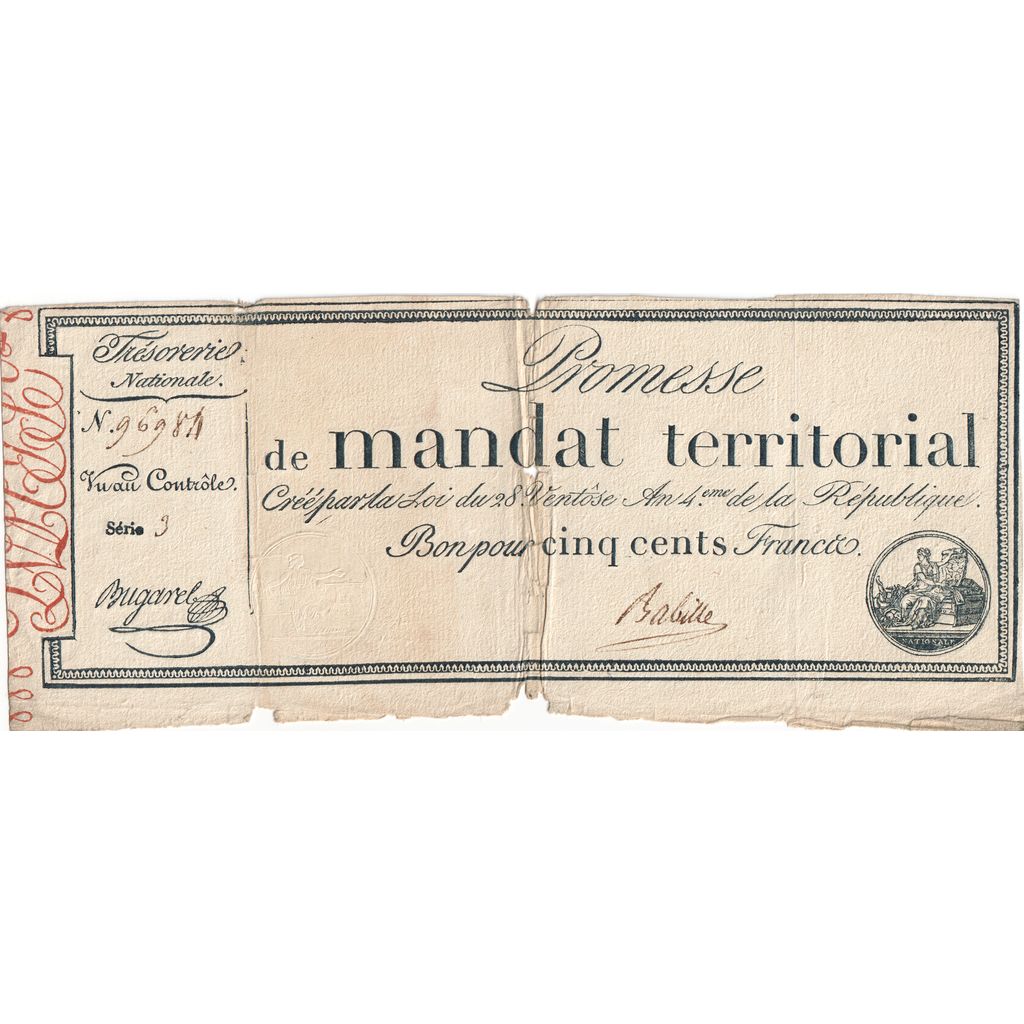 Trésorerie
Nationale.
N. 96984
Vu au Contrôle.
Série 3
Bugarel
Promesse
de mandat territorial
Créé par la Loi du 28 Ventôse An 4.eme de la République.
Bon pour cinq cents Francs.
Babille
NATIONALE